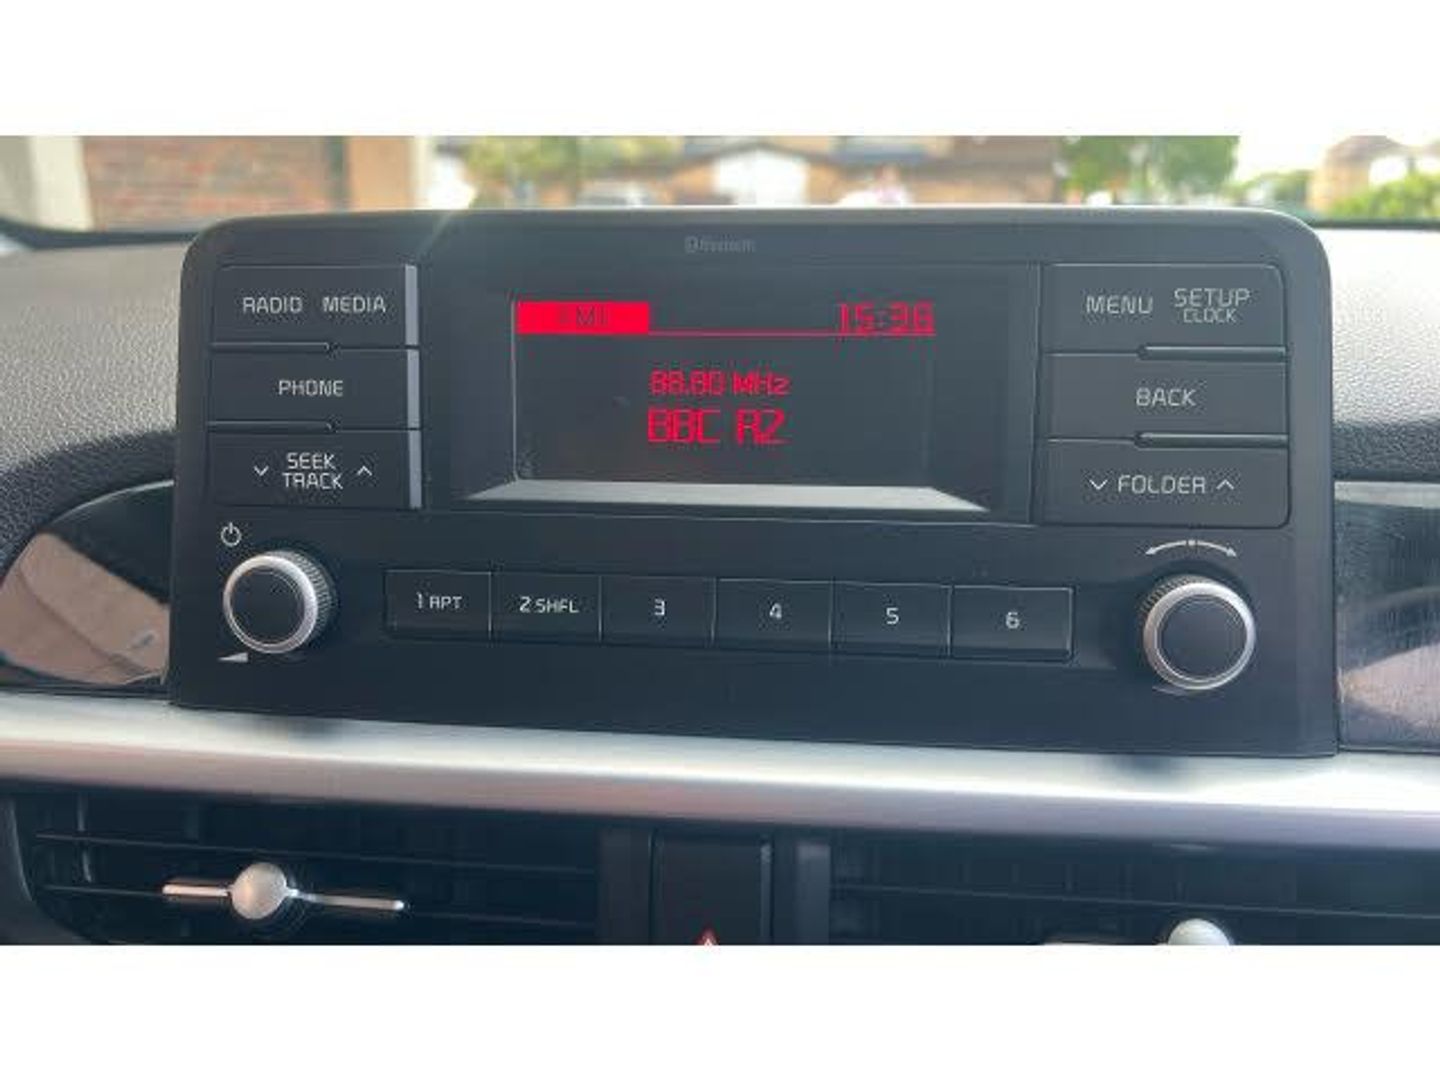 Bluetooth
RADIO MEDIA
FM1
15:36
MENU SETUP
CLOCK
PHONE
88.80 MHz
BBC R2
BACK
SEEK
TRACK
FOLDER
1 RPT
2 SHFL
3
4
5
6